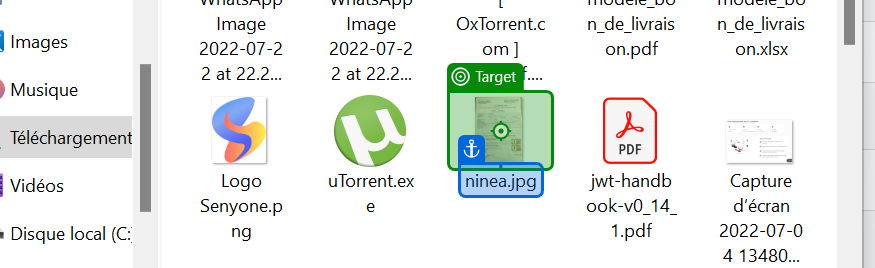 WhatsApp
Image
2022-07-2
2 at 22.2...
WhatsApp
Image
2022-07-2
2 at 22.2...
[
OxTorrent.c
om ]
f....
modele_bo
n_de_livrais
on.pdf
modele_bo
n_de_livrais
on.xlsx
Images
Musique
Téléchargement
Vidéos
Disque local (C:)
Target
Logo
Senyone.p
ng
uTorrent.ex
e
ninea.jpg
PDF
jwt-handb
ook-v0_14_
1.pdf
Capture
d'écran
2022-07-0
4 13480...